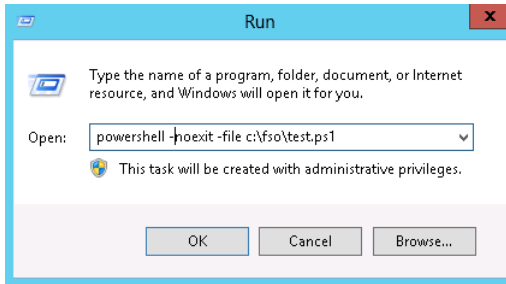 Run
x
Type the name of a program, folder, document, or Internet
resource, and Windows will open it for you.
Open:
powershell -noexit -file c:\fso\test.ps1
This task will be created with administrative privileges.
OK
Cancel
Browse...